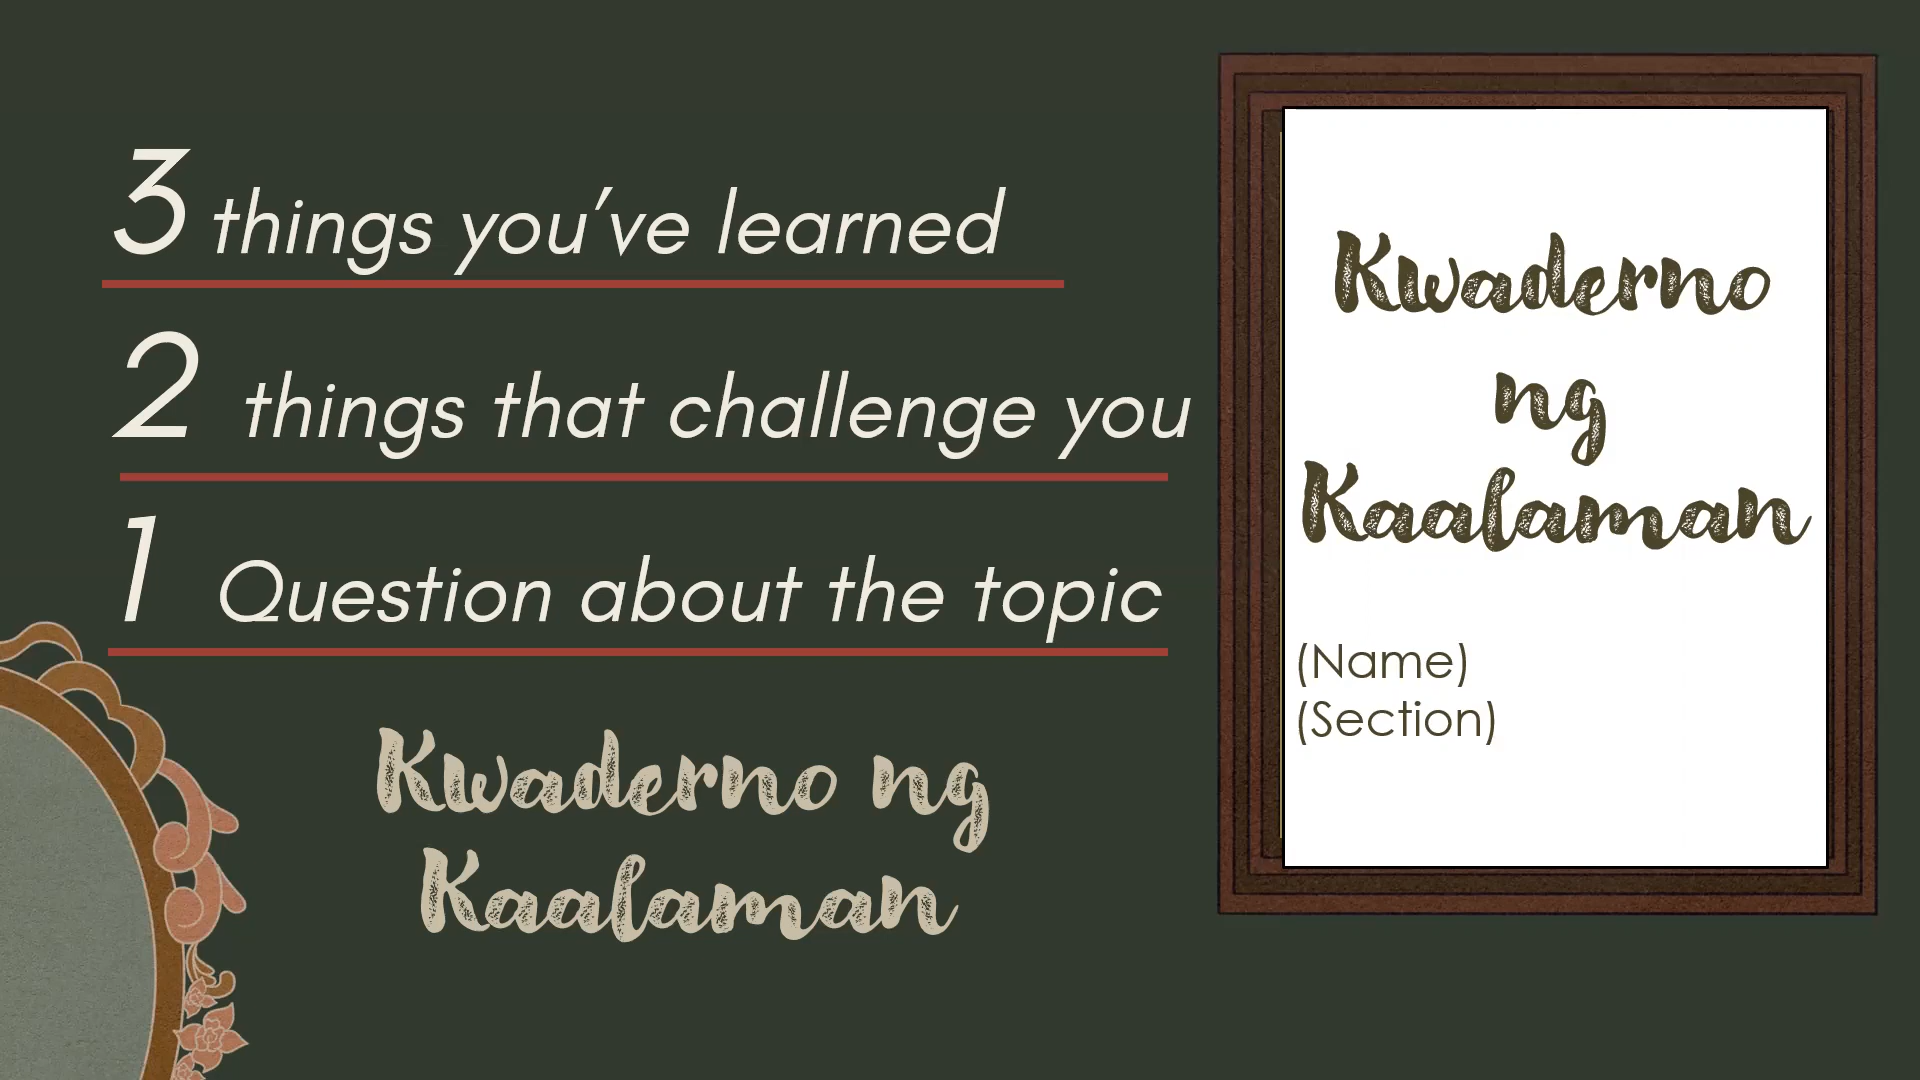 3 things you’ve learned
2 things that challenge you
1 Question about the topic
Kwaderno ng
Kaalaman
Kwaderno
ng
Kaalaman
(Name)
(Section)